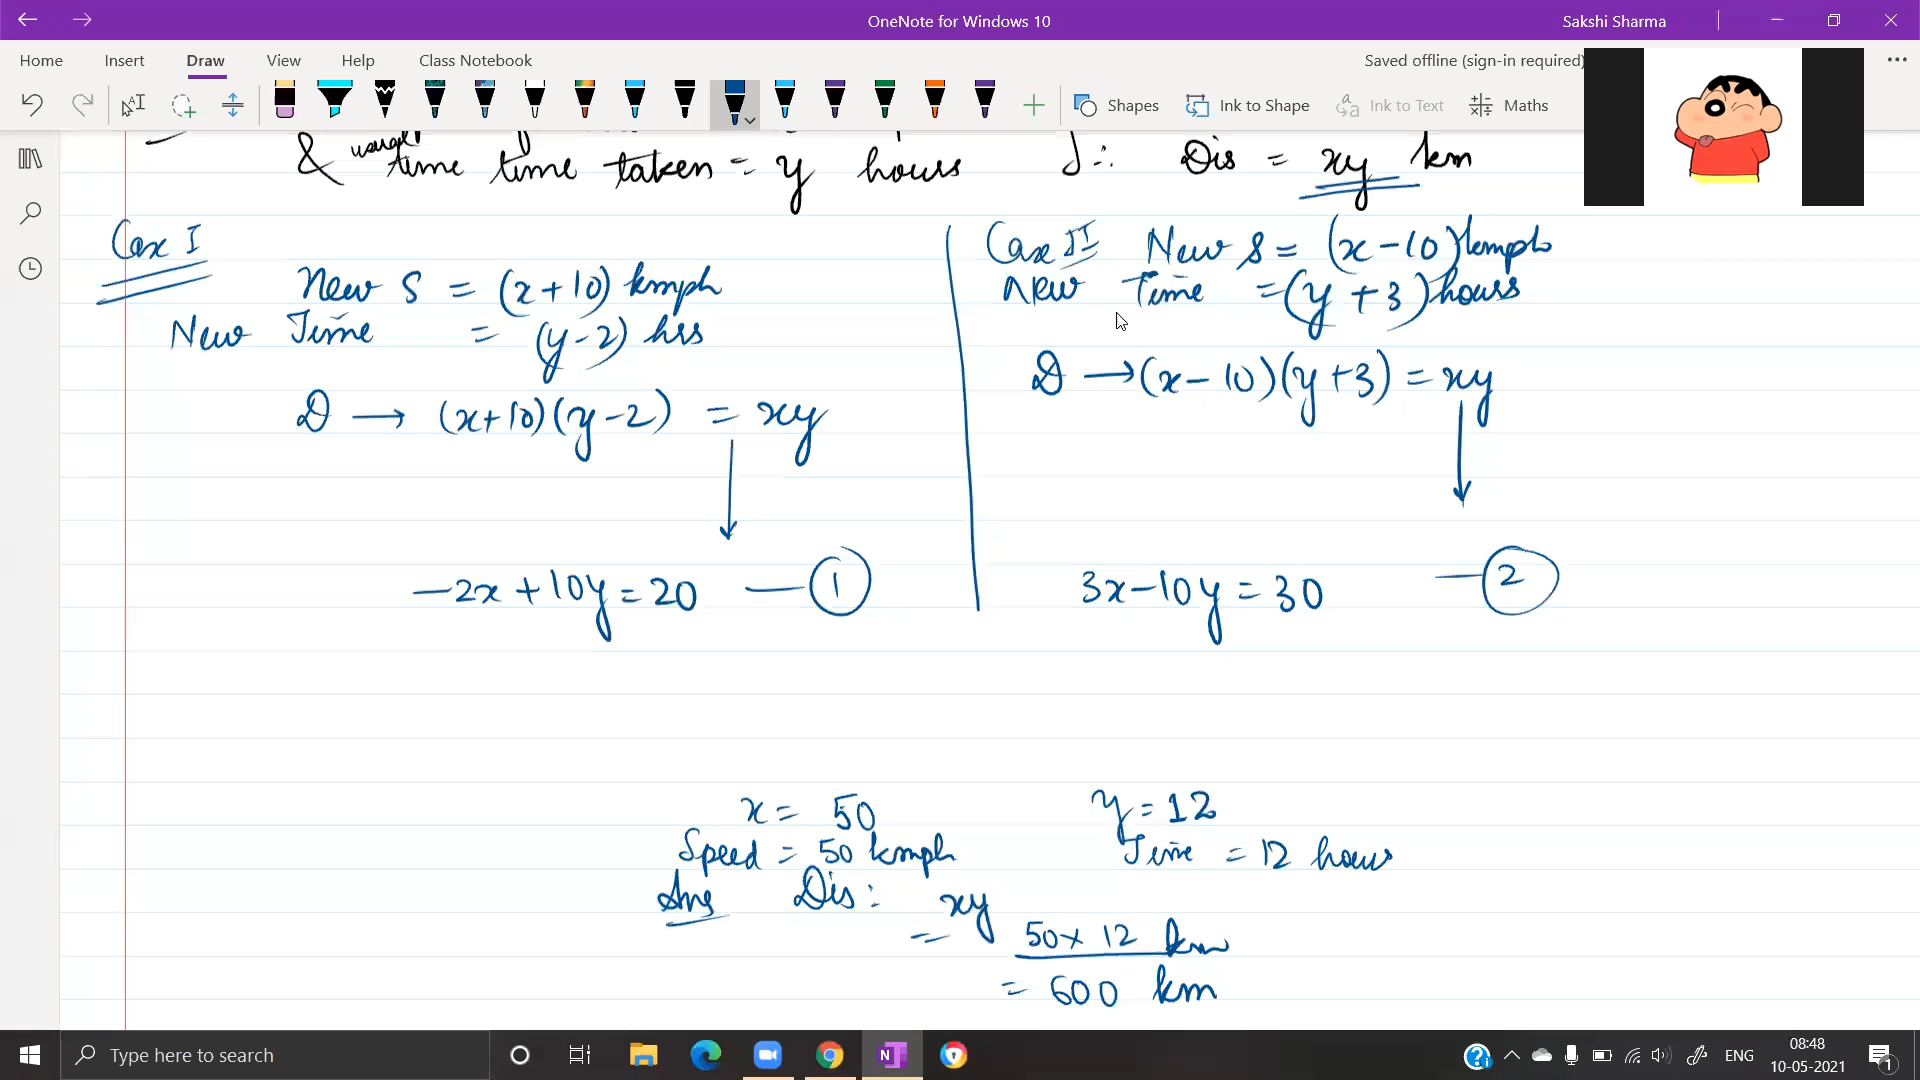 OneNote for Windows 10
Sakshi Sharma
Home Insert Draw View Help Class Notebook
Saved offline (sign-in required)
Shapes Ink to Shape Ink to Text Maths
& usual time time taken = y hours ∴ Dis = xy km
Case I
New S = (x+10) kmph
New Time = (y-2) hrs
D → (x+10)(y-2) = xy
-2x+10y=20 — 1
Case II New S = (x-10) kmph
New Time = (y+3) hours
D → (x-10)(y+3) = xy
3x-10y=30 — 2
x = 50 y = 12
Speed = 50 kmph Time = 12 hours
Ans Dis: xy
= 50 x 12 km
= 600 km
Type here to search
ENG
08:48
10-05-2021
1